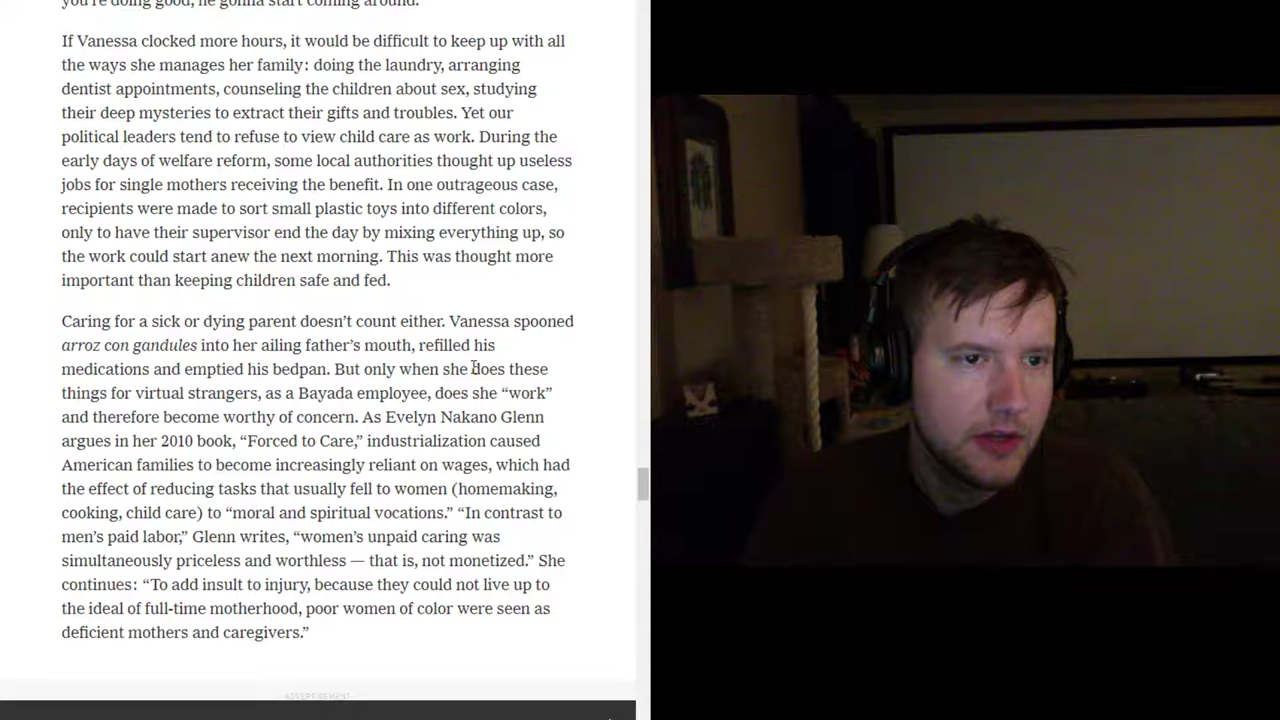 you're doing good, he gonna start coming around.
If Vanessa clocked more hours, it would be difficult to keep up with all
the ways she manages her family: doing the laundry, arranging
dentist appointments, counseling the children about sex, studying
their deep mysteries to extract their gifts and troubles. Yet our
political leaders tend to refuse to view child care as work. During the
early days of welfare reform, some local authorities thought up useless
jobs for single mothers receiving the benefit. In one outrageous case,
recipients were made to sort small plastic toys into different colors,
only to have their supervisor end the day by mixing everything up, so
the work could start anew the next morning. This was thought more
important than keeping children safe and fed.
Caring for a sick or dying parent doesn’t count either. Vanessa spooned
arroz con gandules into her ailing father’s mouth, refilled his
medications and emptied his bedpan. But only when she does these
things for virtual strangers, as a Bayada employee, does she “work”
and therefore become worthy of concern. As Evelyn Nakano Glenn
argues in her 2010 book, “Forced to Care,” industrialization caused
American families to become increasingly reliant on wages, which had
the effect of reducing tasks that usually fell to women (homemaking,
cooking, child care) to “moral and spiritual vocations.” “In contrast to
men’s paid labor,” Glenn writes, “women’s unpaid caring was
simultaneously priceless and worthless — that is, not monetized.” She
continues: “To add insult to injury, because they could not live up to
the ideal of full-time motherhood, poor women of color were seen as
deficient mothers and caregivers.”
ADVERTISEMENT